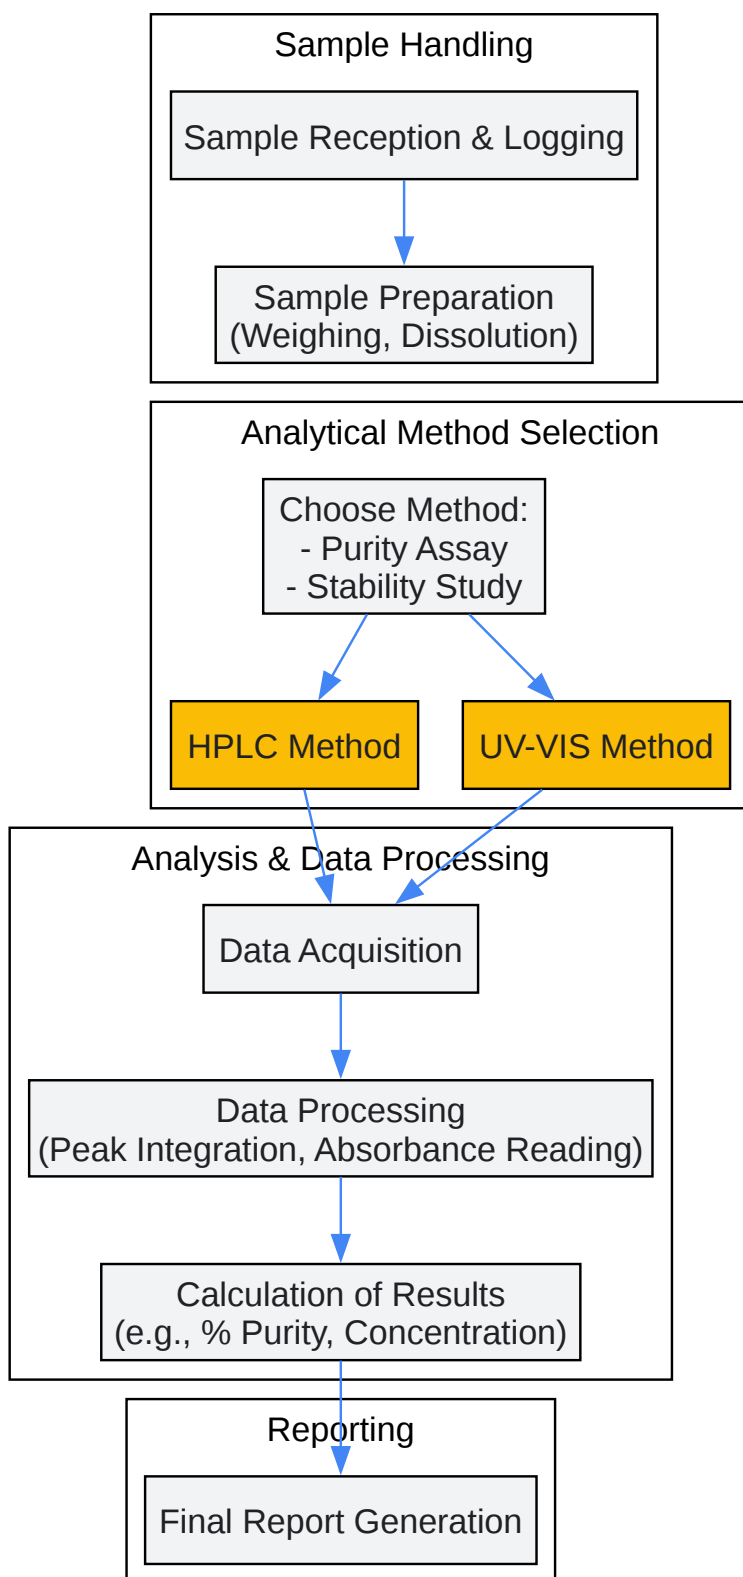 Sample Handling
Sample Reception & Logging
Sample Preparation
(Weighing, Dissolution)
Analytical Method Selection
Choose Method:
- Purity Assay
- Stability Study
HPLC Method
UV-VIS Method
Analysis & Data Processing
Data Acquisition
Data Processing
(Peak Integration, Absorbance Reading)
Calculation of Results
(e.g., % Purity, Concentration)
Reporting
Final Report Generation